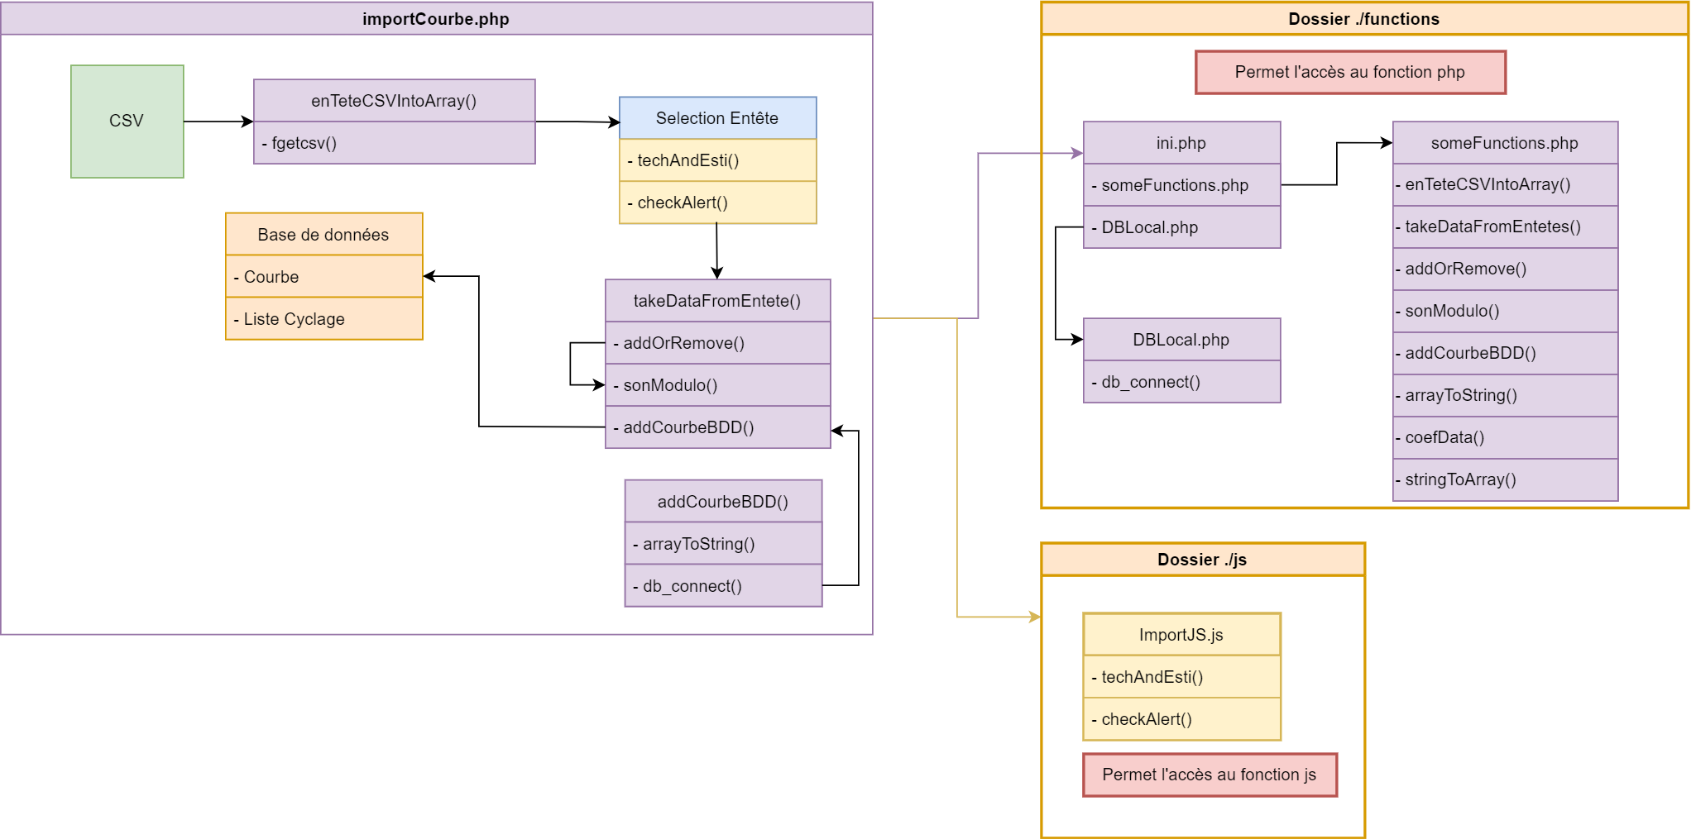 importCourbe.php
CSV
enTeteCSVIntoArray()
- fgetcsv()
Selection Entête
- techAndEsti()
- checkAlert()
Base de données
- Courbe
- Liste Cyclage
takeDataFromEntete()
- addOrRemove()
- sonModulo()
- addCourbeBDD()
addCourbeBDD()
- arrayToString()
- db_connect()
Dossier ./functions
Permet l'accès au fonction php
ini.php
- someFunctions.php
- DBLocal.php
DBLocal.php
- db_connect()
someFunctions.php
- enTeteCSVIntoArray()
- takeDataFromEntetes()
- addOrRemove()
- sonModulo()
- addCourbeBDD()
- arrayToString()
- coefData()
- stringToArray()
Dossier ./js
ImportJS.js
- techAndEsti()
- checkAlert()
Permet l'accès au fonction js